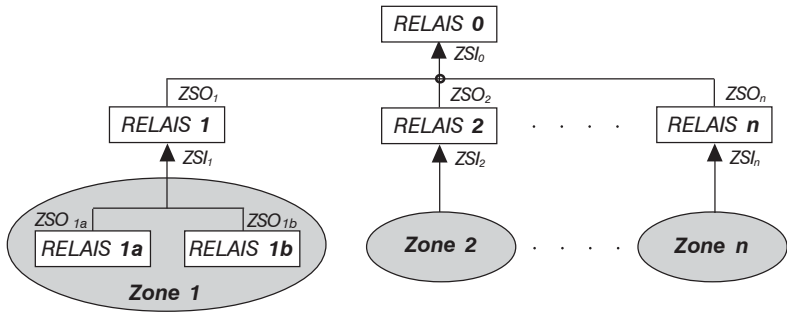 RELAIS 0
ZSI₀
ZSO₁ ZSO₂ ZSOₙ
RELAIS 1 RELAIS 2 . . . . RELAIS n
ZSI₁ ZSI₂ ZSIₙ
ZSO ₁ₐ ZSO₁b
RELAIS 1a RELAIS 1b Zone 2 . . . . Zone n
Zone 1